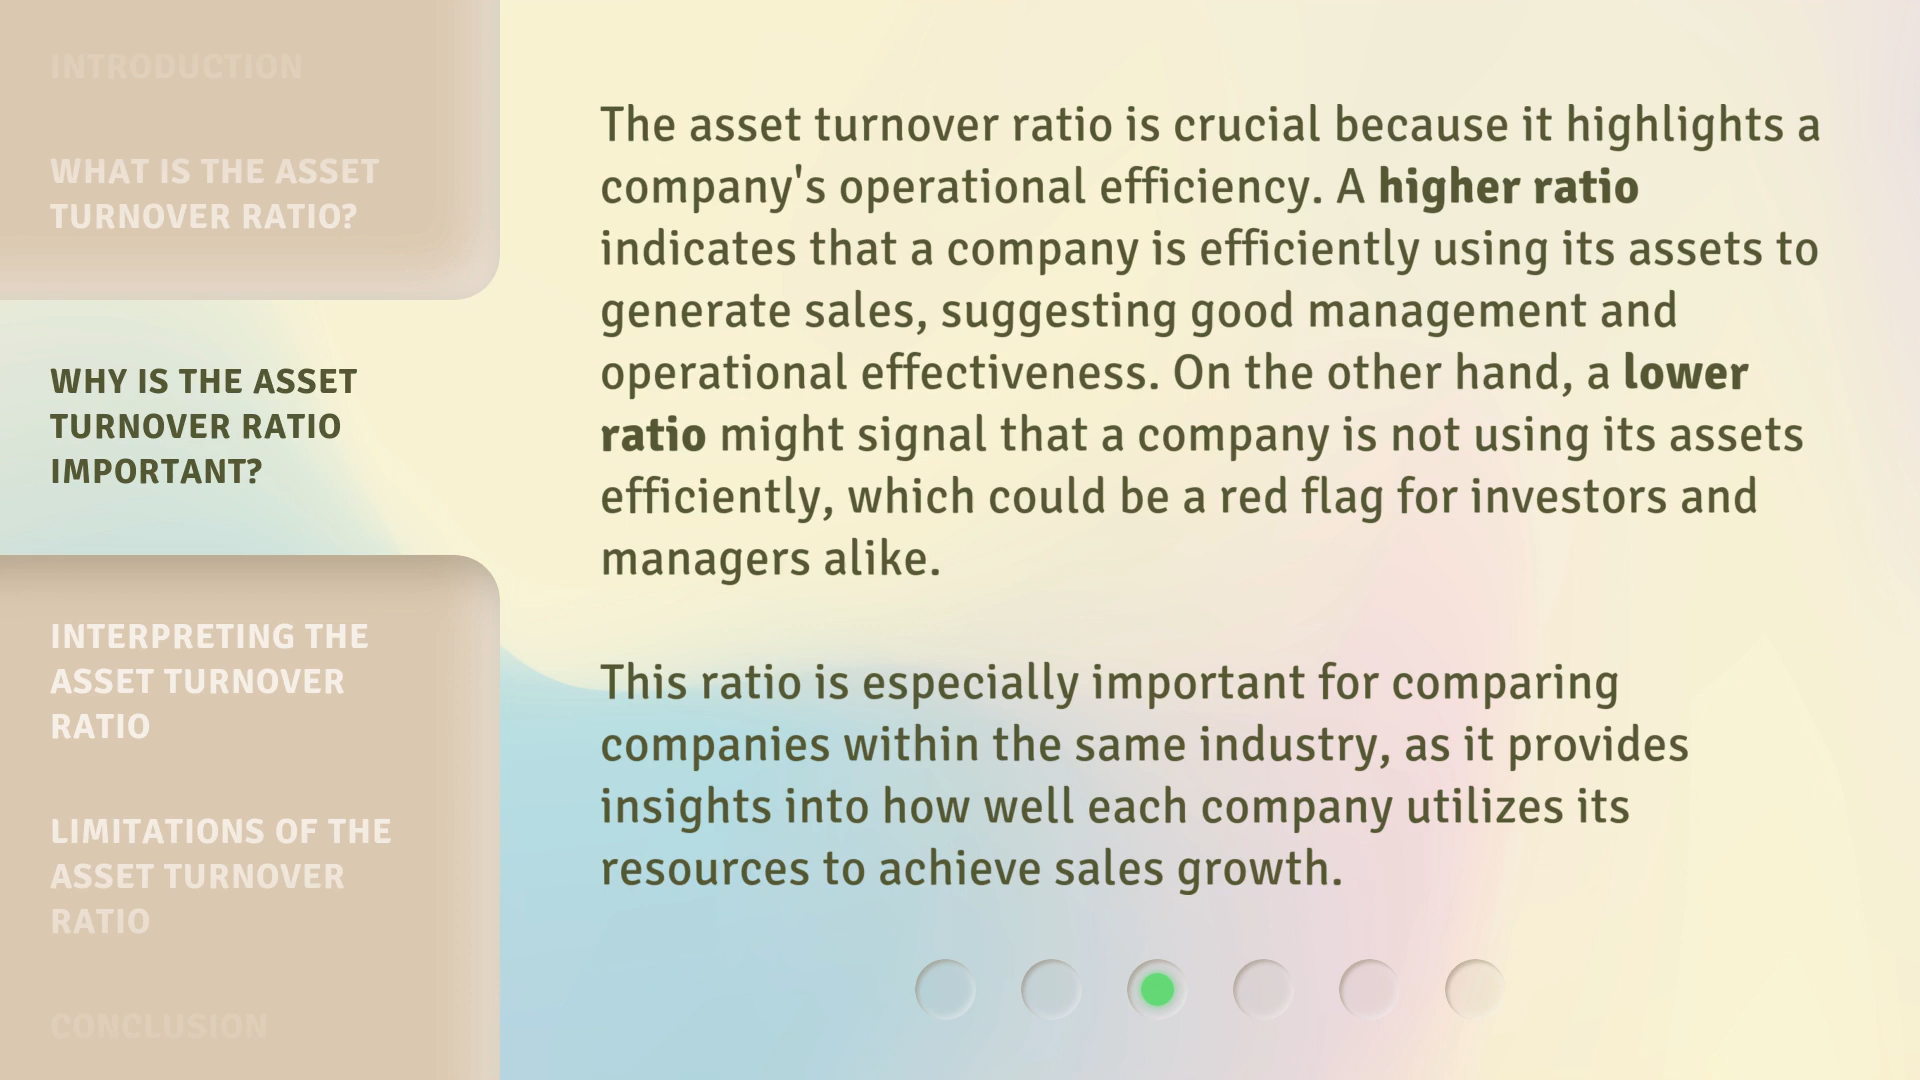 INTRODUCTION
WHAT IS THE ASSET
TURNOVER RATIO?
WHY IS THE ASSET
TURNOVER RATIO
IMPORTANT?
INTERPRETING THE
ASSET TURNOVER
RATIO
LIMITATIONS OF THE
ASSET TURNOVER
RATIO
CONCLUSION
The asset turnover ratio is crucial because it highlights a
company's operational efficiency. A higher ratio
indicates that a company is efficiently using its assets to
generate sales, suggesting good management and
operational effectiveness. On the other hand, a lower
ratio might signal that a company is not using its assets
efficiently, which could be a red flag for investors and
managers alike.
This ratio is especially important for comparing
companies within the same industry, as it provides
insights into how well each company utilizes its
resources to achieve sales growth.